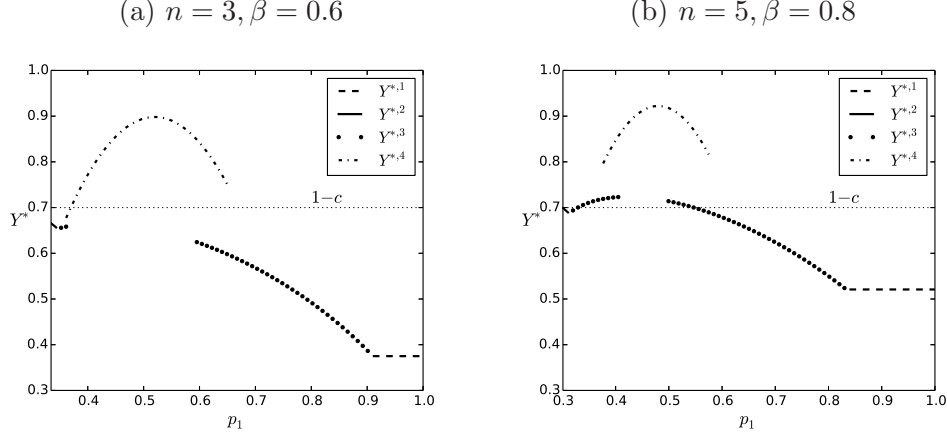 (a) n = 3, β = 0.6
1.0
0.9
0.8
0.7
0.6
0.5
0.4
0.3
Y*
0.4 0.5 0.6 0.7 0.8 0.9 1.0
p₁
Y*,1
Y*,2
Y*,3
Y*,4
1−c
(b) n = 5, β = 0.8
1.0
0.9
0.8
0.7
0.6
0.5
0.4
0.3
Y*
0.3 0.4 0.5 0.6 0.7 0.8 0.9 1.0
p₁
Y*,1
Y*,2
Y*,3
Y*,4
1−c